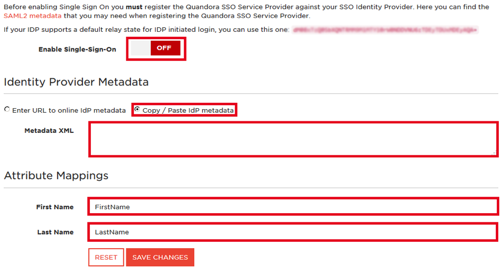 Before enabling Single Sign On you must register the Quandora SSO Service Provider against your SSO Identity Provider. Here you can find the
SAML2 metadata that you may need when registering the Quandora SSO Service Provider.
If your IDP supports a default relay state for IDP initiated login, you can use this one:
Enable Single-Sign-On
OFF
Identity Provider Metadata
Enter URL to online IdP metadata
Copy / Paste IdP metadata
Metadata XML
Attribute Mappings
First Name
FirstName
Last Name
LastName
RESET
SAVE CHANGES